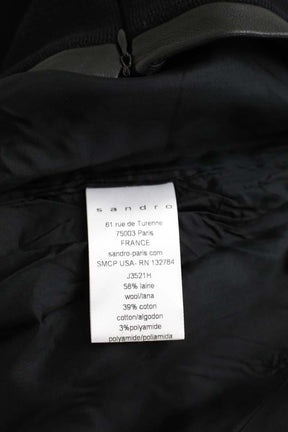 sandro
61 rue de Turenne
75003 Paris
FRANCE
sandro-paris.com
SMCP USA- RN 132784
J3521H
58% laine
wool/lana
39% coton
cotton/algodon
3%polyamide
polyamide/poliamida